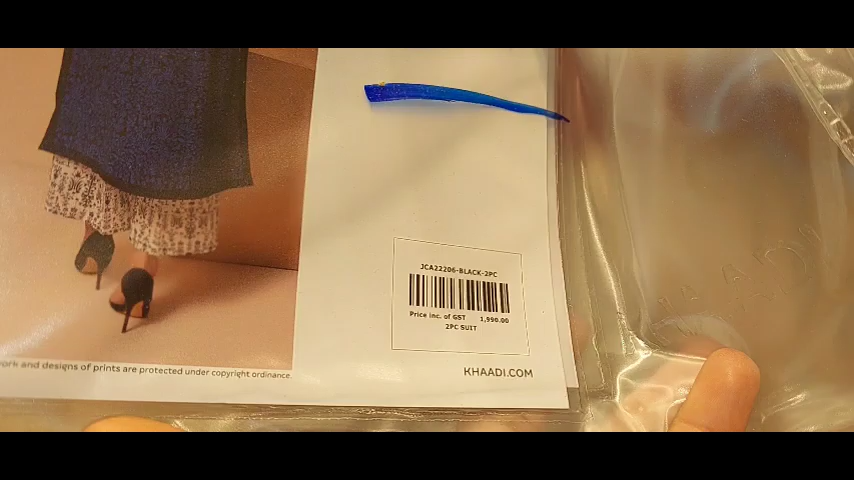 JCA22206-BLACK-2PC
Price inc. of GST 1,990.00
2PC SUIT
KHAADI.COM
work and designs of prints are protected under copyright ordinance.